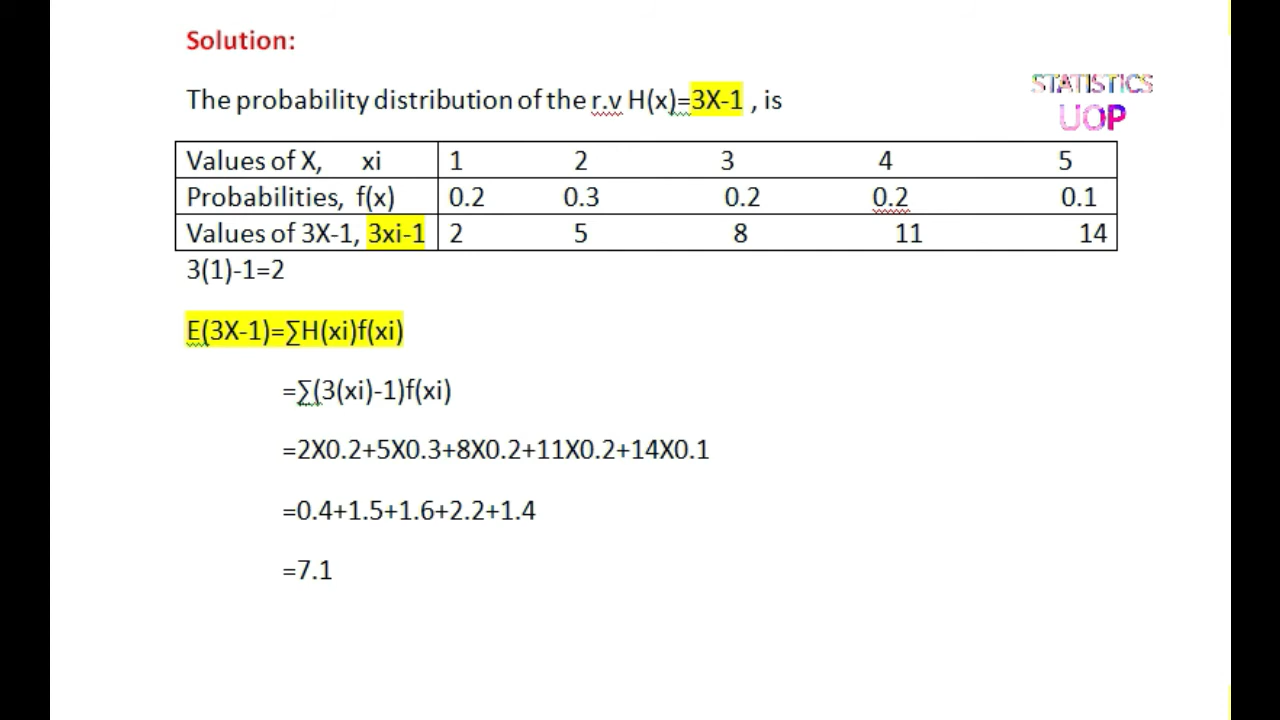 Solution:
The probability distribution of the r.v H(x)=3X-1 , is
STATISTICS
UOP
Values of X, xi 1 2 3 4 5
Probabilities, f(x) 0.2 0.3 0.2 0.2 0.1
Values of 3X-1, 3xi-1 2 5 8 11 14
3(1)-1=2
E(3X-1)=∑H(xi)f(xi)
=∑(3(xi)-1)f(xi)
=2X0.2+5X0.3+8X0.2+11X0.2+14X0.1
=0.4+1.5+1.6+2.2+1.4
=7.1